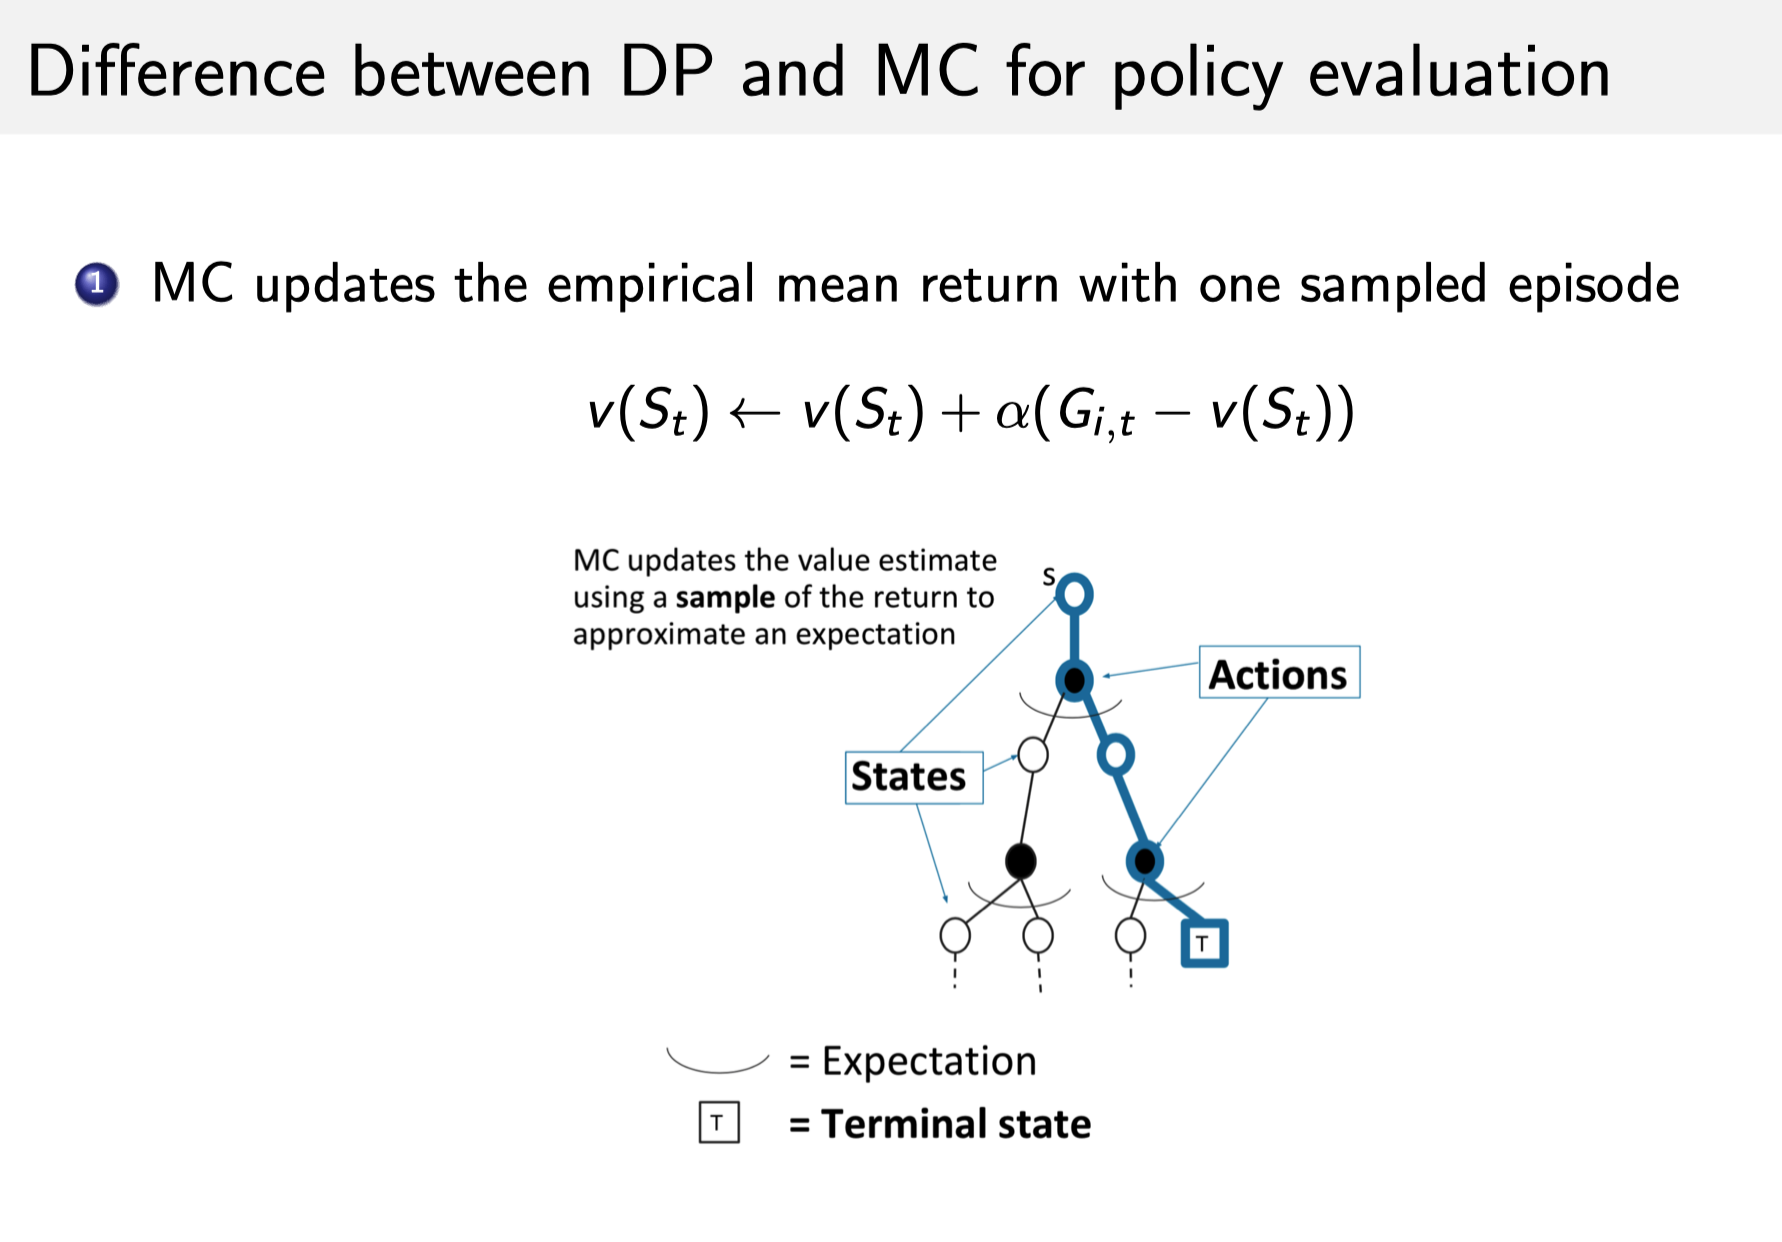 Difference between DP and MC for policy evaluation
1 MC updates the empirical mean return with one sampled episode
v(S_t) ← v(S_t) + α(G_{i,t} − v(S_t))
MC updates the value estimate
using a sample of the return to
approximate an expectation
S
Actions
States
T
= Expectation
T = Terminal state